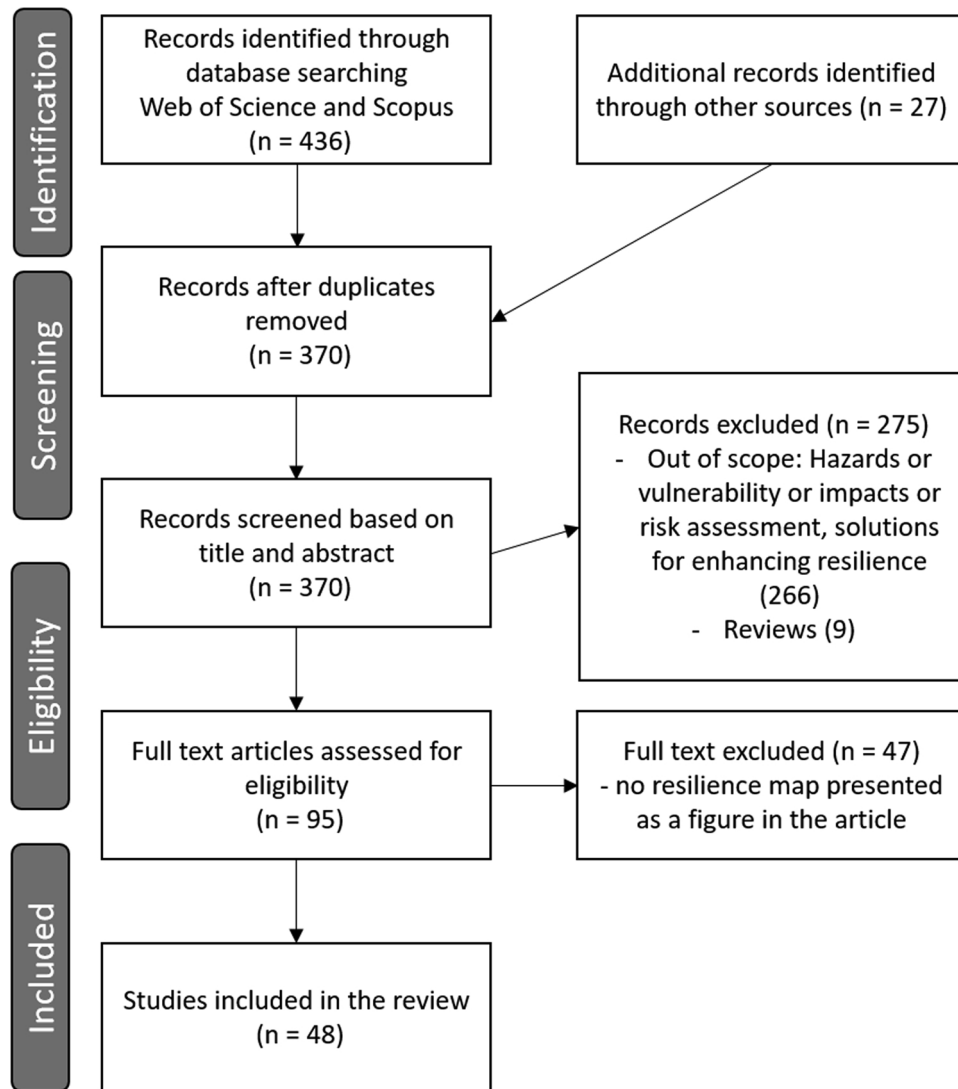 Identification
Records identified through
database searching
Web of Science and Scopus
(n = 436)
Additional records identified
through other sources (n = 27)
Screening
Records after duplicates
removed
(n = 370)
Records screened based on
title and abstract
(n = 370)
Records excluded (n = 275)
- Out of scope: Hazards or
vulnerability or impacts or
risk assessment, solutions
for enhancing resilience
(266)
- Reviews (9)
Eligibility
Full text articles assessed for
eligibility
(n = 95)
Full text excluded (n = 47)
- no resilience map presented
as a figure in the article
Included
Studies included in the review
(n = 48)